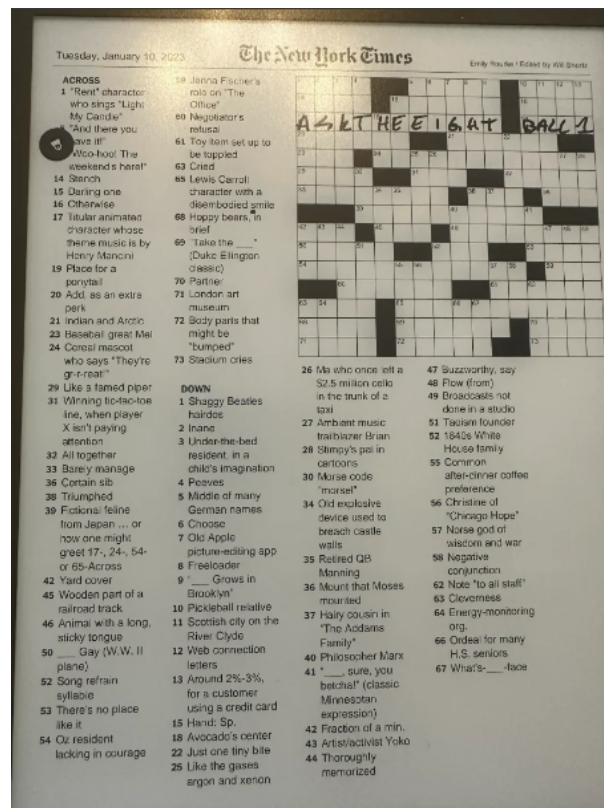 Tuesday, January 10, 2023
The New York Times
Edited by Will Shortz
ACROSS
1 "Rent" character
who sings "Light
My Candle"
"And there you
have it!"
"Woo-hoo! The
weekend's here!"
14 Stench
15 Darling one
16 Otherwise
17 Titular animated
character whose
theme music is by
Henry Mancini
19 Place for a
ponytail
20 Add, as an extra
perk
21 Indian and Arctic
23 Baseball great Mel
24 Cereal mascot
who says "They're
gr-r-reat!"
29 Like a famed piper
31 Winning tic-tac-toe
line, when player
X isn't paying
attention
32 All together
33 Barely manage
36 Certain sib
38 Triumphed
39 Fictional feline
from Japan ... or
how one might
greet 17-, 24-, 54-
or 65-Across
42 Yard cover
45 Wooden part of a
railroad track
46 Animal with a long,
sticky tongue
50 ___ Gay (W.W. II
plane)
52 Song refrain
syllable
53 There's no place
like it
54 Oz resident
lacking in courage
59 Jenna Fischer's
role on "The
Office"
60 Negotiator's
refusal
61 Toy item set up to
be toppled
63 Cried
65 Lewis Carroll
character with a
disembodied smile
68 Hoppy beers, in
brief
69 "Take the ___"
(Duke Ellington
classic)
70 Partner
71 London art
museum
72 Body parts that
might be
"bumped"
73 Stadium cries
DOWN
1 Shaggy Beatles
hairdos
2 Inane
3 Under-the-bed
resident, in a
child's imagination
4 Peeves
5 Middle of many
German names
6 Choose
7 Old Apple
picture-editing app
8 Freeloader
9 "___ Grows in
Brooklyn"
10 Pickleball relative
11 Scottish city on the
River Clyde
12 Web connection
letters
13 Around 2%-3%,
for a customer
using a credit card
15 Hand: Sp.
18 Avocado's center
22 Just one tiny bite
25 Like the gases
argon and xenon
ASKTHEEIGHT BALL1
26 Ma who once left a
$2.5 million cello
in the trunk of a
taxi
27 Ambient music
trailblazer Brian
28 Stimpy's pal in
cartoons
30 Morse code
"morsel"
34 Old explosive
device used to
breach castle
walls
35 Retired QB
Manning
36 Mount that Moses
mounted
37 Hairy cousin in
"The Addams
Family"
40 Philosopher Marx
41 "___, sure, you
betcha!" (classic
Minnesotan
expression)
42 Fraction of a min.
43 Artist/activist Yoko
44 Thoroughly
memorized
47 Buzzworthy, say
48 Flow (from)
49 Broadcasts not
done in a studio
51 Taoism founder
52 1840s White
House family
55 Common
after-dinner coffee
preference
56 Christine of
"Chicago Hope"
57 Norse god of
wisdom and war
58 Negative
conjunction
62 Note "to all staff"
63 Cleverness
64 Energy-monitoring
org.
66 Ordeal for many
H.S. seniors
67 What's-___-face